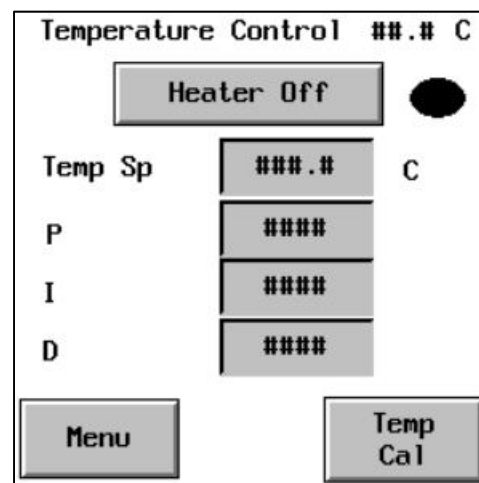 Temperature Control ##.# C
Heater Off
Temp Sp ###.# C
P ####
I ####
D ####
Menu
Temp
Cal